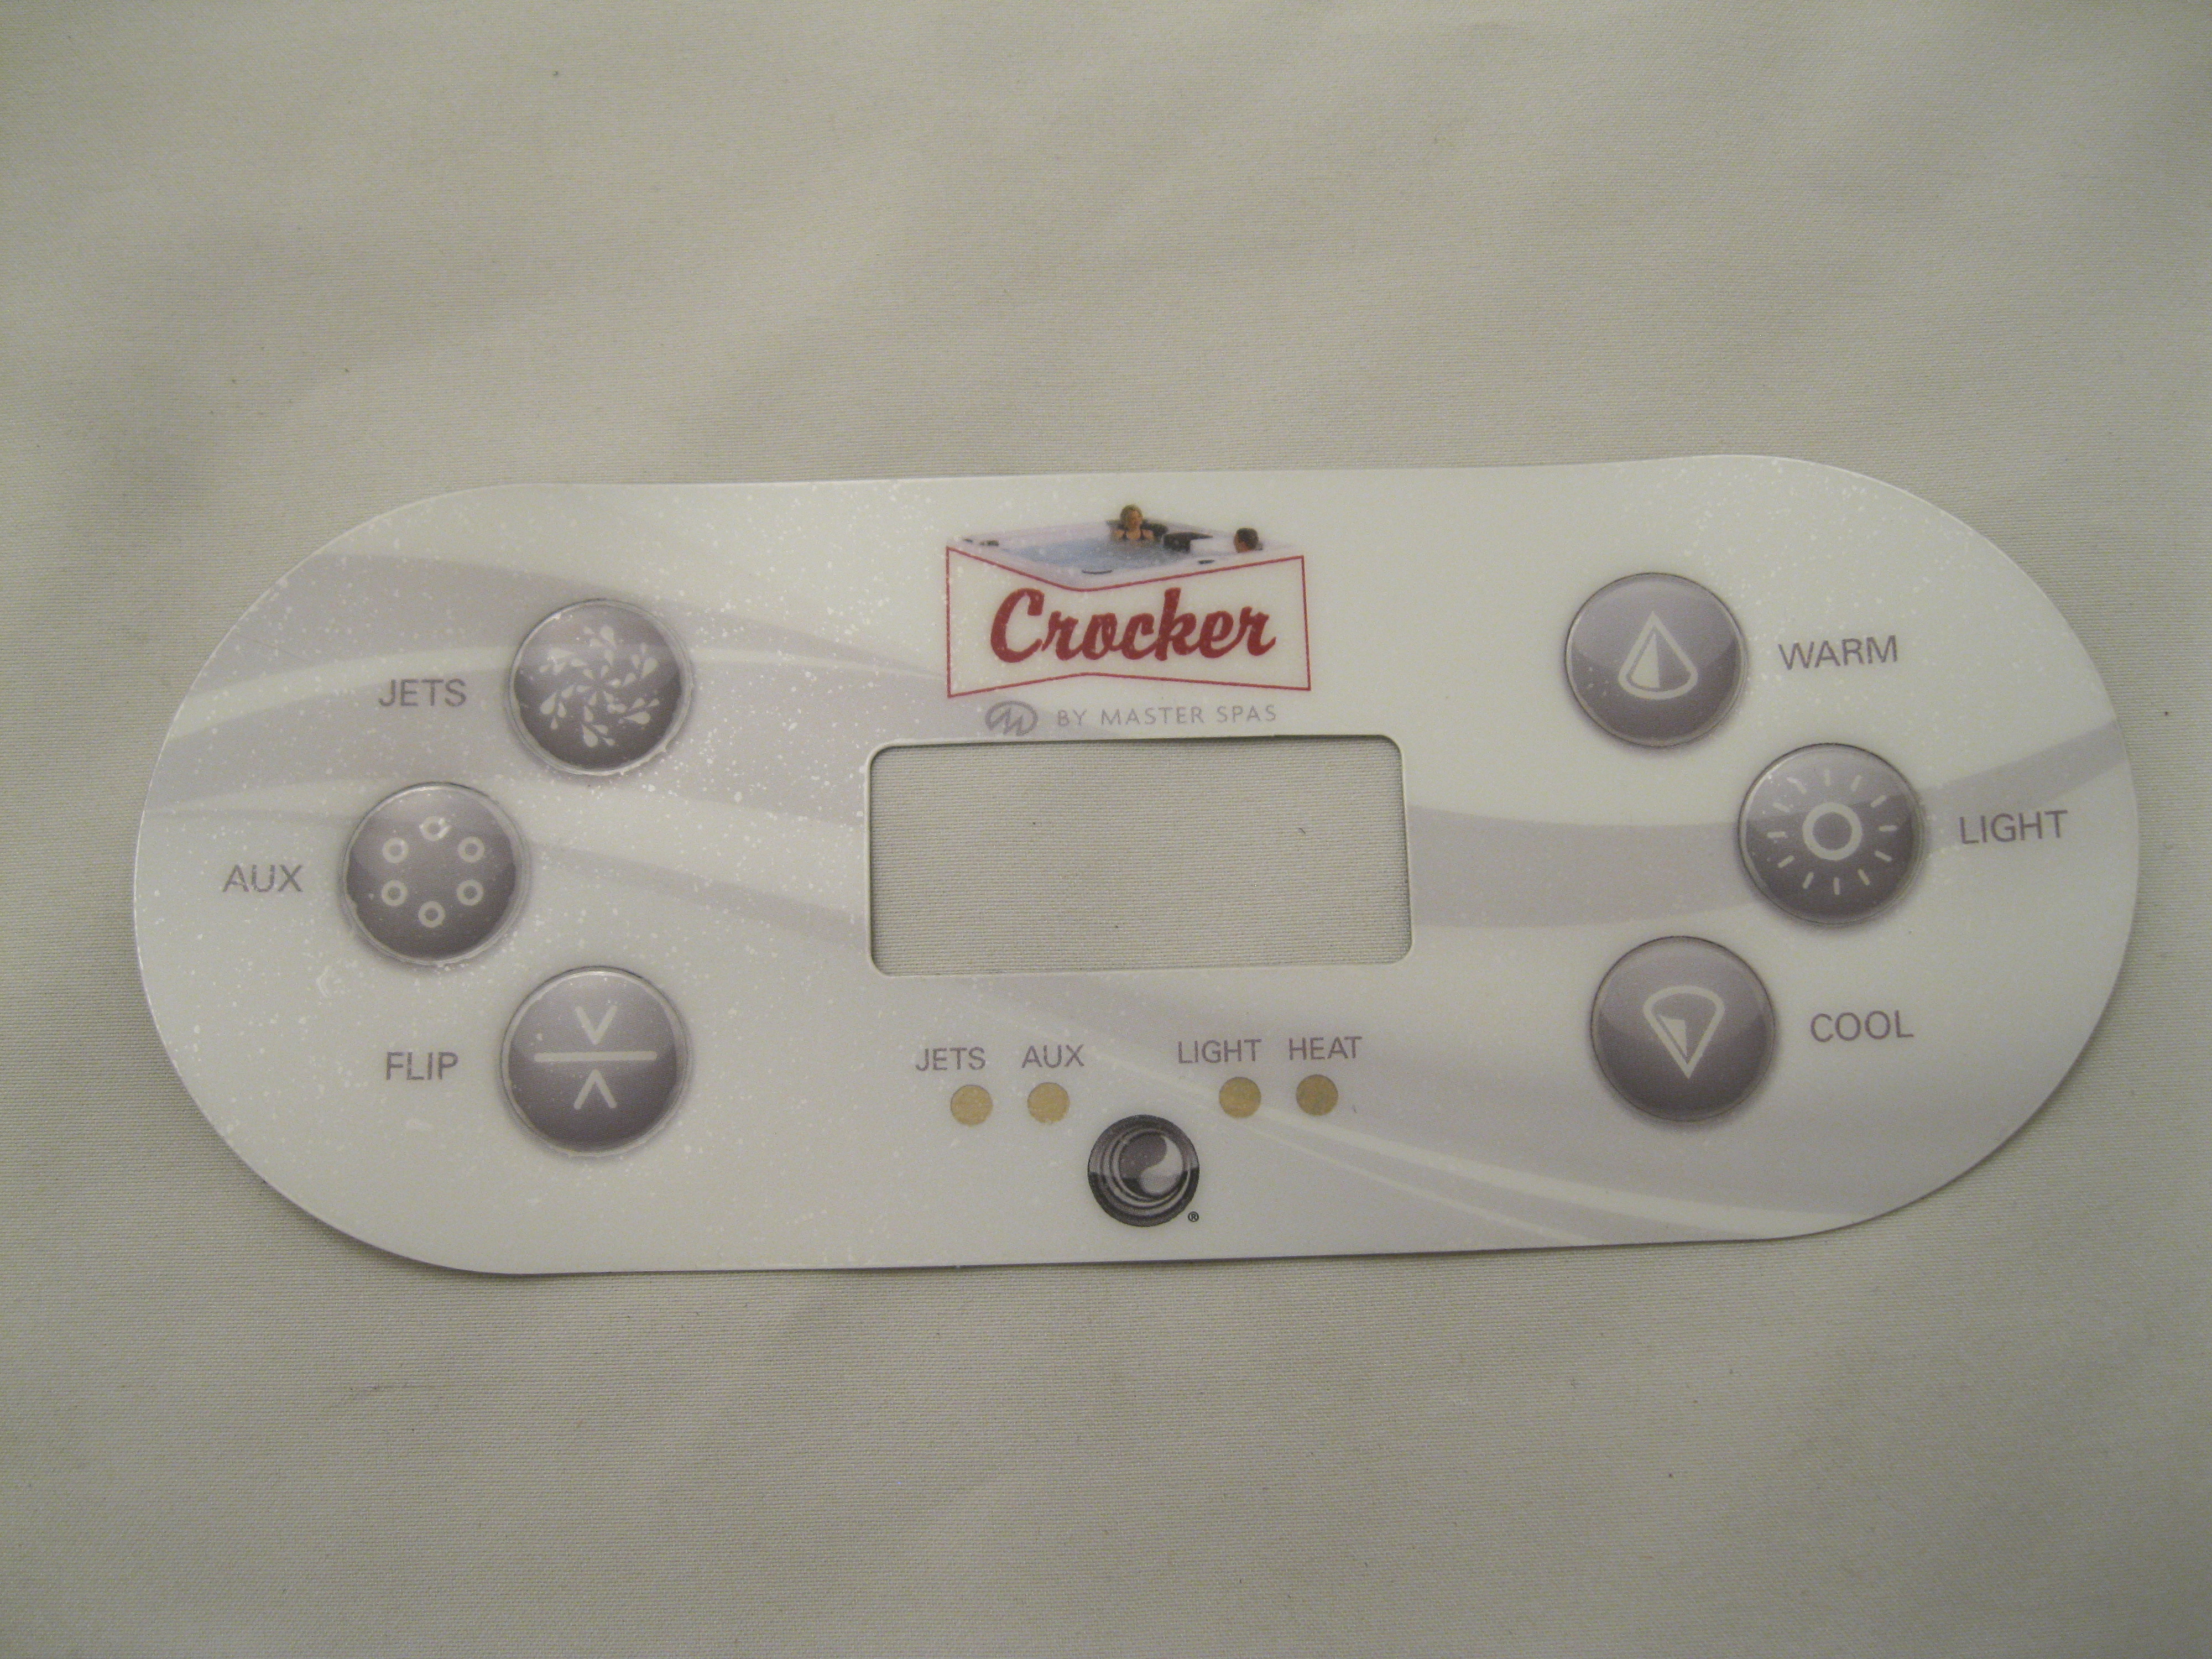 Crocker
BY MASTER SPAS
JETS
WARM
AUX
LIGHT
FLIP
COOL
JETS AUX LIGHT HEAT
®